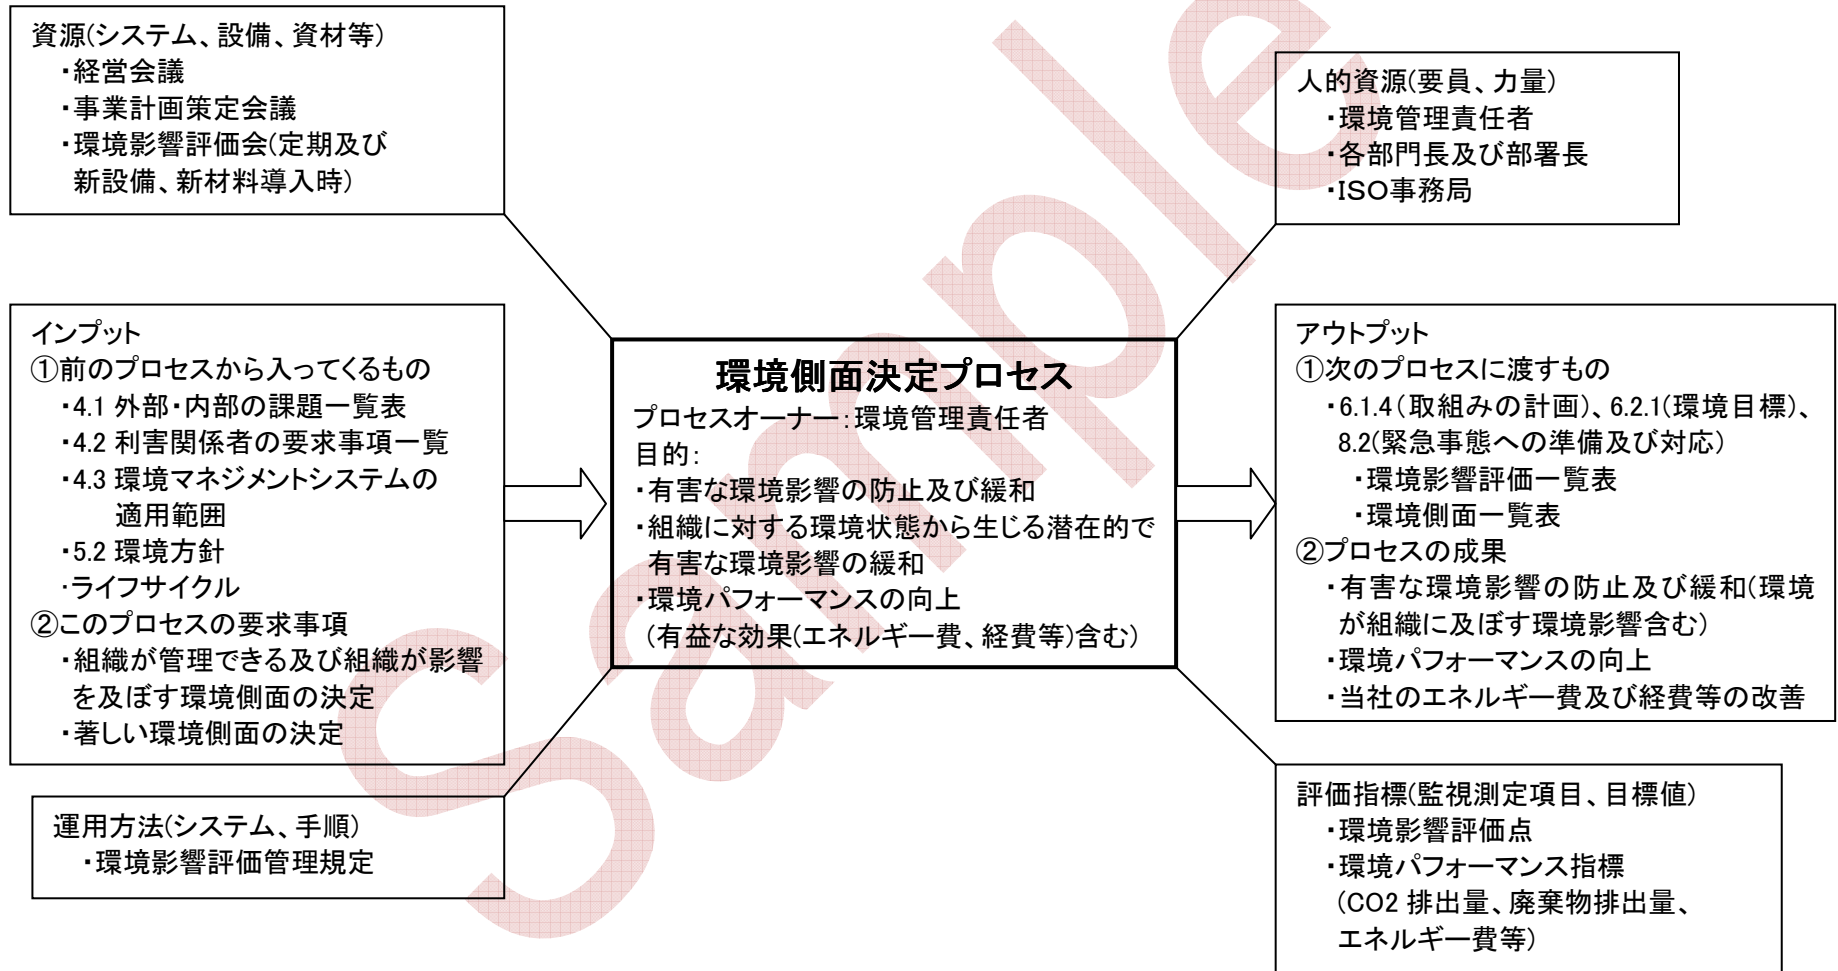 資源(システム、設備、資材等)
・経営会議
・事業計画策定会議
・環境影響評価会(定期及び
新設備、新材料導入時)
人的資源(要員、力量)
・環境管理責任者
・各部門長及び部署長
・ISO事務局
インプット
①前のプロセスから入ってくるもの
・4.1 外部・内部の課題一覧表
・4.2 利害関係者の要求事項一覧
・4.3 環境マネジメントシステムの
適用範囲
・5.2 環境方針
・ライフサイクル
②このプロセスの要求事項
・組織が管理できる及び組織が影響
を及ぼす環境側面の決定
・著しい環境側面の決定
環境側面決定プロセス
プロセスオーナー：環境管理責任者
目的：
・有害な環境影響の防止及び緩和
・組織に対する環境状態から生じる潜在的で
有害な環境影響の緩和
・環境パフォーマンスの向上
(有益な効果(エネルギー費、経費等)含む)
アウトプット
①次のプロセスに渡すもの
・6.1.4(取組みの計画)、6.2.1(環境目標)、
8.2(緊急事態への準備及び対応)
・環境影響評価一覧表
・環境側面一覧表
②プロセスの成果
・有害な環境影響の防止及び緩和(環境
が組織に及ぼす環境影響含む)
・環境パフォーマンスの向上
・当社のエネルギー費及び経費等の改善
運用方法(システム、手順)
・環境影響評価管理規定
評価指標(監視測定項目、目標値)
・環境影響評価点
・環境パフォーマンス指標
(CO2 排出量、廃棄物排出量、
エネルギー費等)
Sample